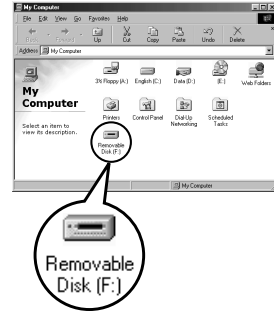 My Computer
File Edit View Go Favorites Help
Back Forward Up Cut Copy Paste Undo Delete
Address My Computer
My Computer
Select an item to view its description.
3½ Floppy (A:) English (C:) Data (D:) (E:) Web Folders
Printers Control Panel Dial-Up Networking Scheduled Tasks
Removable Disk (F:)
My Computer
Removable
Disk (F:)